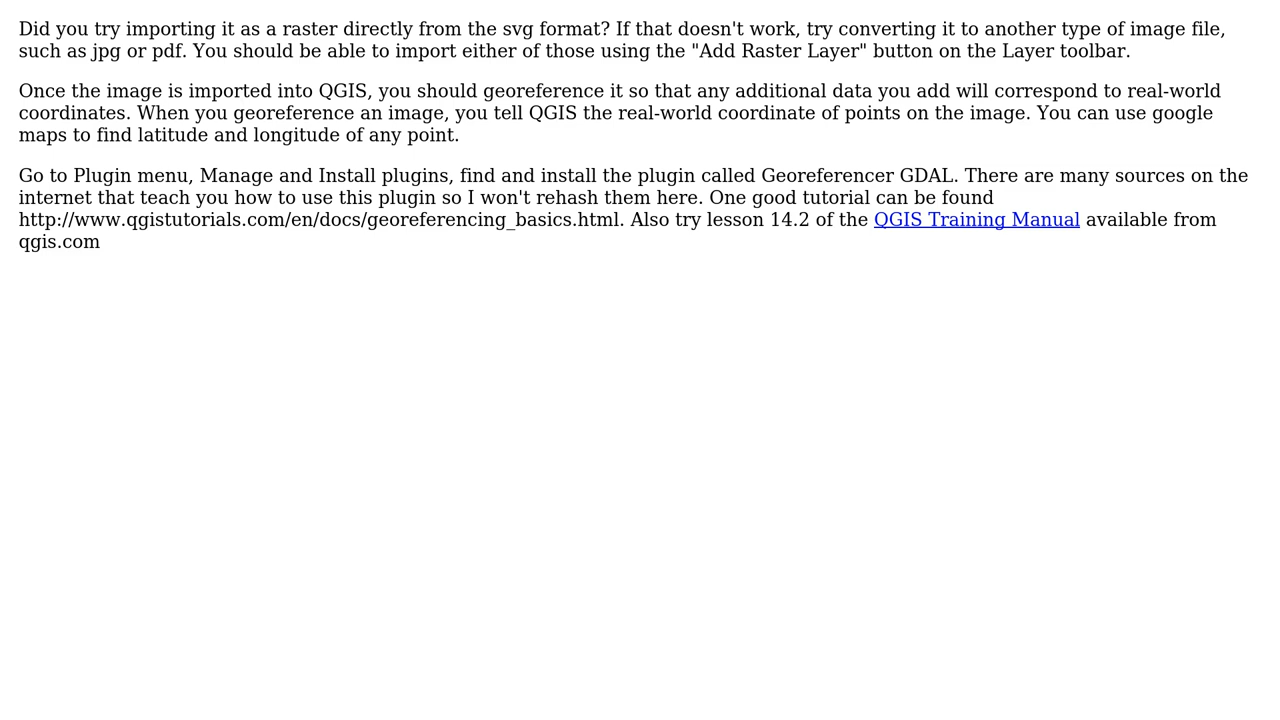 Did you try importing it as a raster directly from the svg format? If that doesn't work, try converting it to another type of image file,
such as jpg or pdf. You should be able to import either of those using the "Add Raster Layer" button on the Layer toolbar.
Once the image is imported into QGIS, you should georeference it so that any additional data you add will correspond to real-world
coordinates. When you georeference an image, you tell QGIS the real-world coordinate of points on the image. You can use google
maps to find latitude and longitude of any point.
Go to Plugin menu, Manage and Install plugins, find and install the plugin called Georeferencer GDAL. There are many sources on the
internet that teach you how to use this plugin so I won't rehash them here. One good tutorial can be found
http://www.qgistutorials.com/en/docs/georeferencing_basics.html. Also try lesson 14.2 of the QGIS Training Manual available from
qgis.com